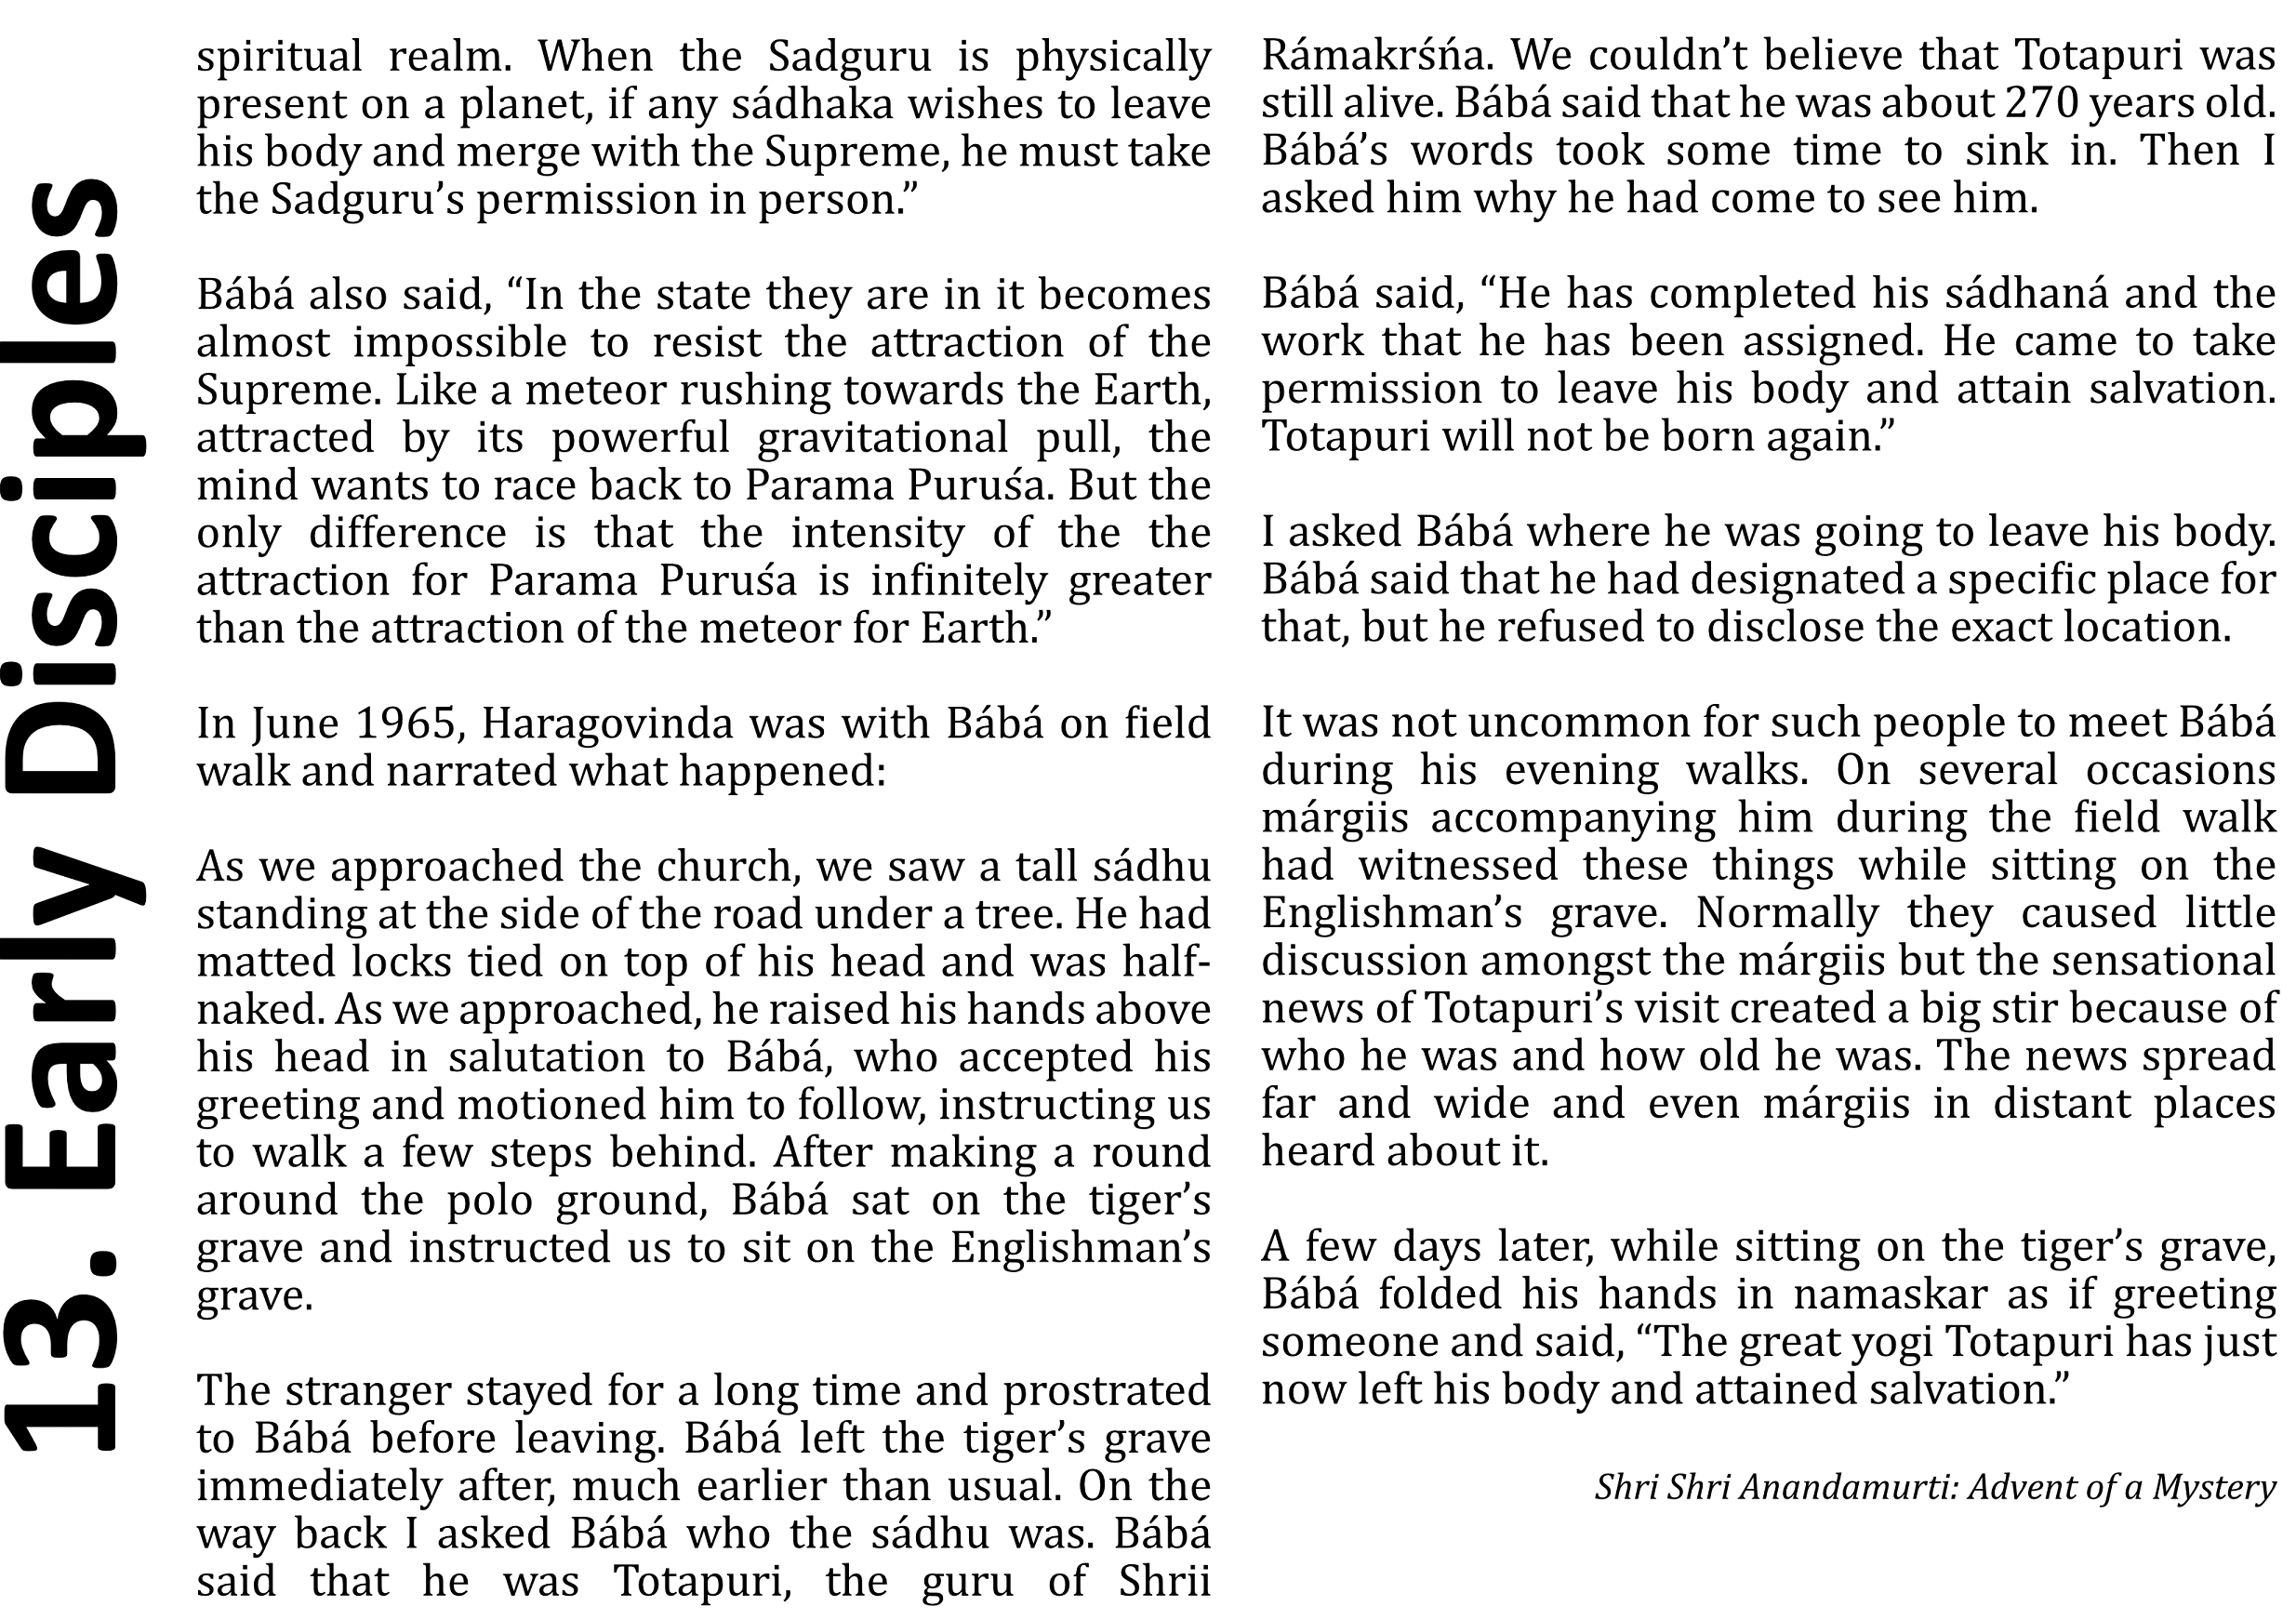 13. Early Disciples
spiritual realm. When the Sadguru is physically
present on a planet, if any sádhaka wishes to leave
his body and merge with the Supreme, he must take
the Sadguru’s permission in person.”
Bábá also said, “In the state they are in it becomes
almost impossible to resist the attraction of the
Supreme. Like a meteor rushing towards the Earth,
attracted by its powerful gravitational pull, the
mind wants to race back to Parama Puruśa. But the
only difference is that the intensity of the the
attraction for Parama Puruśa is infinitely greater
than the attraction of the meteor for Earth.”
In June 1965, Haragovinda was with Bábá on field
walk and narrated what happened:
As we approached the church, we saw a tall sádhu
standing at the side of the road under a tree. He had
matted locks tied on top of his head and was half-
naked. As we approached, he raised his hands above
his head in salutation to Bábá, who accepted his
greeting and motioned him to follow, instructing us
to walk a few steps behind. After making a round
around the polo ground, Bábá sat on the tiger’s
grave and instructed us to sit on the Englishman’s
grave.
The stranger stayed for a long time and prostrated
to Bábá before leaving. Bábá left the tiger’s grave
immediately after, much earlier than usual. On the
way back I asked Bábá who the sádhu was. Bábá
said that he was Totapuri, the guru of Shrii
Rámakrśńa. We couldn’t believe that Totapuri was
still alive. Bábá said that he was about 270 years old.
Bábá’s words took some time to sink in. Then I
asked him why he had come to see him.
Bábá said, “He has completed his sádhaná and the
work that he has been assigned. He came to take
permission to leave his body and attain salvation.
Totapuri will not be born again.”
I asked Bábá where he was going to leave his body.
Bábá said that he had designated a specific place for
that, but he refused to disclose the exact location.
It was not uncommon for such people to meet Bábá
during his evening walks. On several occasions
márgiis accompanying him during the field walk
had witnessed these things while sitting on the
Englishman’s grave. Normally they caused little
discussion amongst the márgiis but the sensational
news of Totapuri’s visit created a big stir because of
who he was and how old he was. The news spread
far and wide and even márgiis in distant places
heard about it.
A few days later, while sitting on the tiger’s grave,
Bábá folded his hands in namaskar as if greeting
someone and said, “The great yogi Totapuri has just
now left his body and attained salvation.”
Shri Shri Anandamurti: Advent of a Mystery